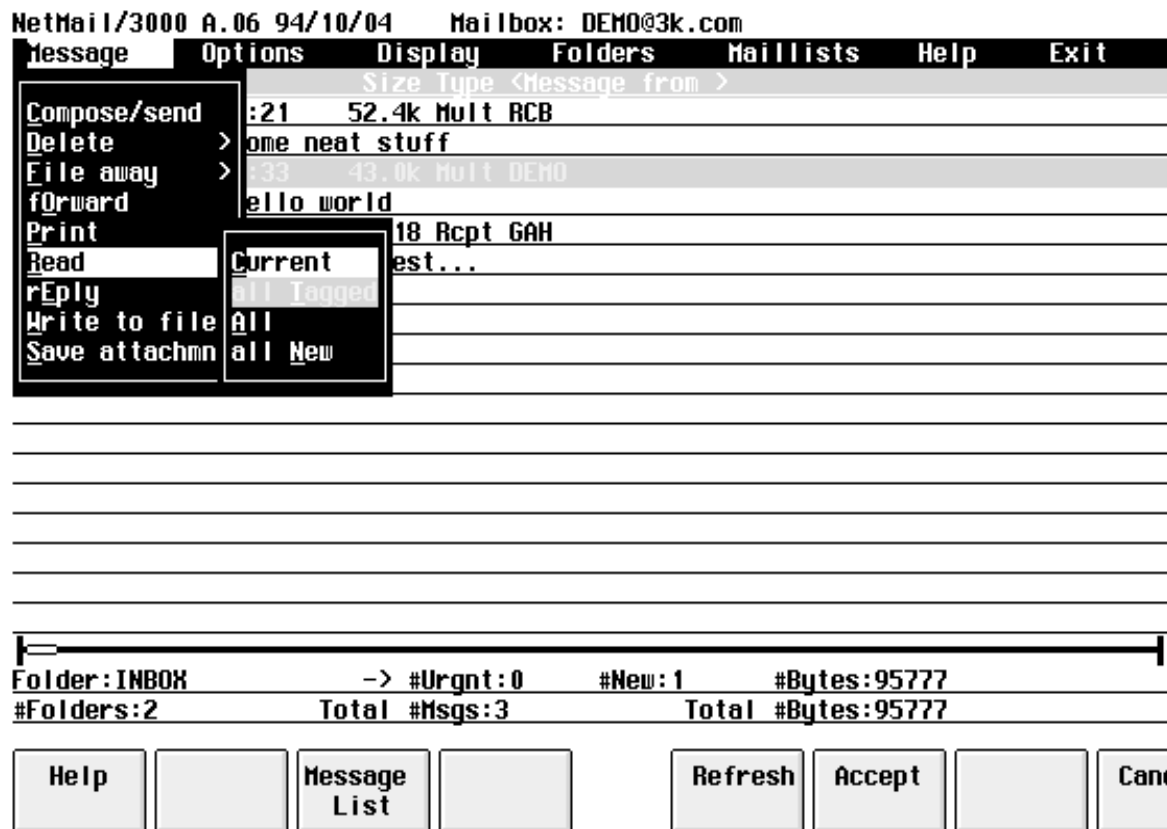 NetMail/3000 A.06 94/10/04 Mailbox: DEMO@3k.com
Message Options Display Folders Maillists Help Exit
Size Type <Message from >
Compose/send :21 52.4k Mult RCB
Delete > ome neat stuff
File away > :33 43.0k Mult DEMO
fOrward ello world
Print 18 Rcpt GAH
Read Current est...
rEply all Tagged
Write to file All
Save attachmn all New
Folder:INBOX -> #Urgnt:0 #New:1 #Bytes:95777
#Folders:2 Total #Msgs:3 Total #Bytes:95777
Help Message List Refresh Accept Canc